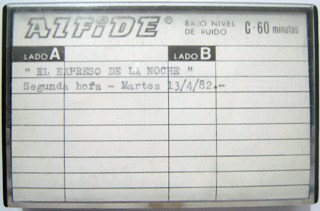 ALFIDE® BAJO NIVEL DE RUIDO C-60 minutos
LADO A LADO B
" EL EXPRESO DE LA NOCHE "
Segunda hora - Martes 13/4/82.-